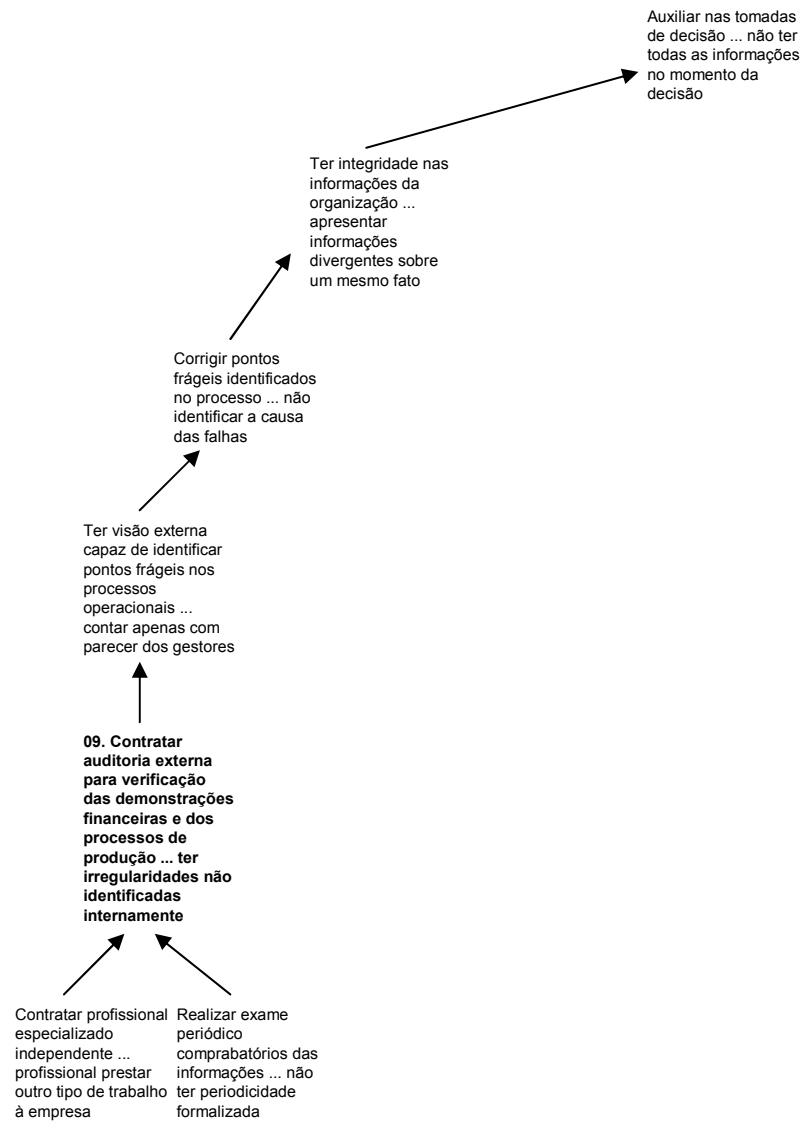 Auxiliar nas tomadas
de decisão ... não ter
todas as informações
no momento da
decisão
Ter integridade nas
informações da
organização ...
apresentar
informações
divergentes sobre
um mesmo fato
Corrigir pontos
frágeis identificados
no processo ... não
identificar a causa
das falhas
Ter visão externa
capaz de identificar
pontos frágeis nos
processos
operacionais ...
contar apenas com
parecer dos gestores
09. Contratar
auditoria externa
para verificação
das demonstrações
financeiras e dos
processos de
produção ... ter
irregularidades não
identificadas
internamente
Contratar profissional
especializado
independente ...
profissional prestar
outro tipo de trabalho
à empresa
Realizar exame
periódico
comprabatórios das
informações ... não
ter periodicidade
formalizada